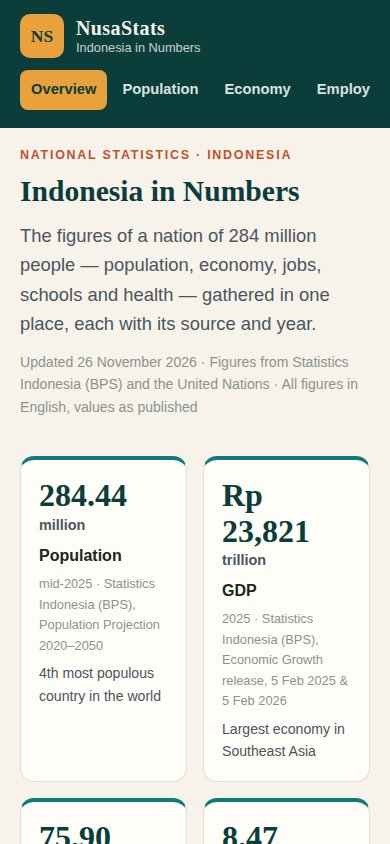 NS
NusaStats
Indonesia in Numbers
Overview Population Economy Employ
NATIONAL STATISTICS · INDONESIA
Indonesia in Numbers
The figures of a nation of 284 million
people — population, economy, jobs,
schools and health — gathered in one
place, each with its source and year.
Updated 26 November 2026 · Figures from Statistics
Indonesia (BPS) and the United Nations · All figures in
English, values as published
284.44
million
Population
mid-2025 · Statistics
Indonesia (BPS),
Population Projection
2020–2050
4th most populous
country in the world
Rp
23,821
trillion
GDP
2025 · Statistics
Indonesia (BPS),
Economic Growth
release, 5 Feb 2025 &
5 Feb 2026
Largest economy in
Southeast Asia
75.90
8.47